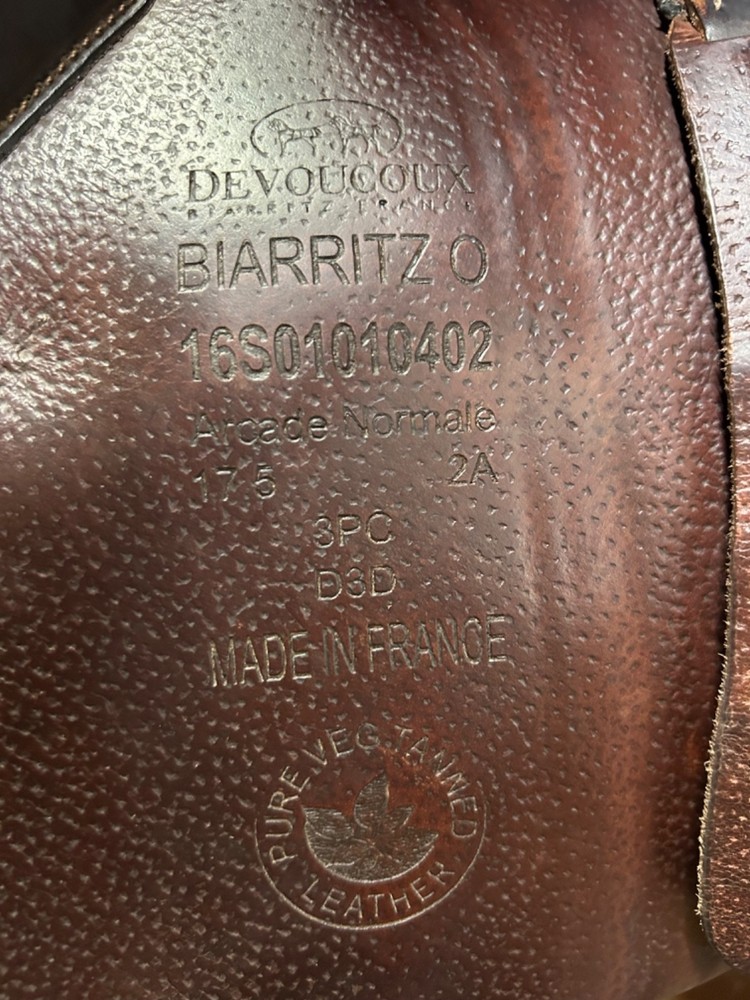 DEVOUCOUX
BIARRITZ FRANCE
BIARRITZ O
16S01010402
Arcade Normale
17.5 2A
3PC
D3D
MADE IN FRANCE
PURE VEG TANNED
LEATHER